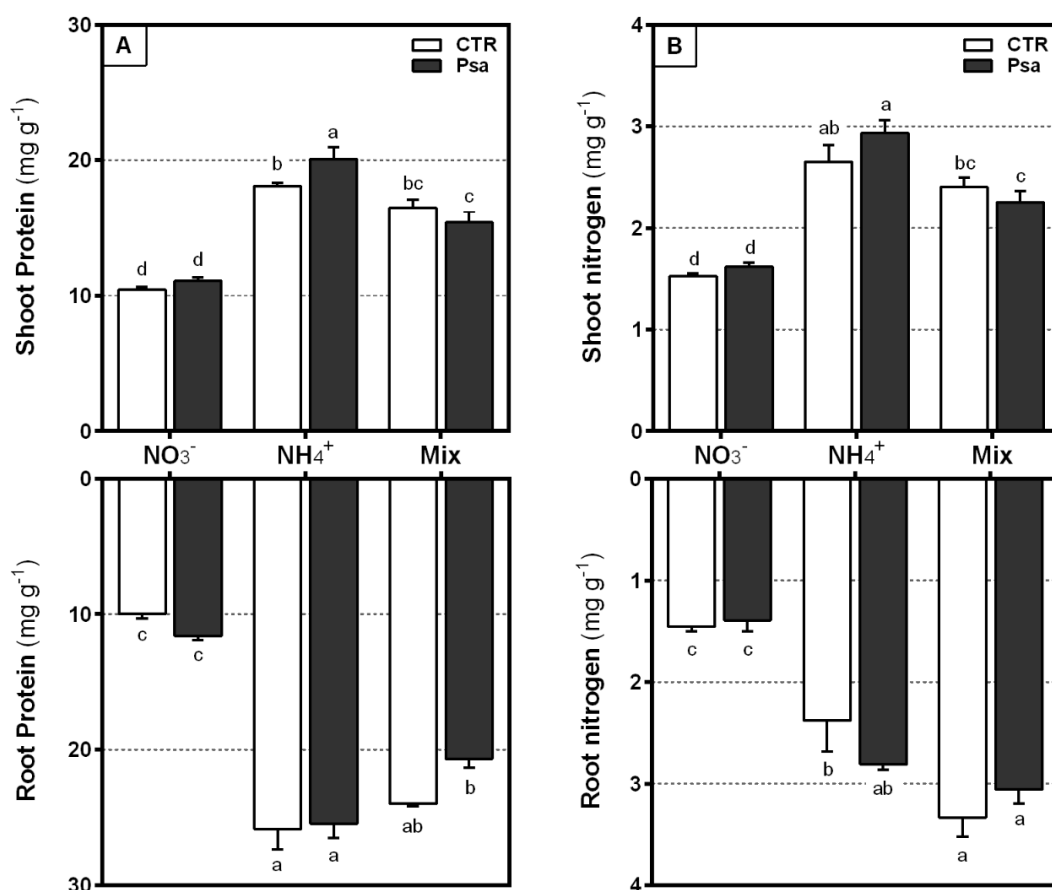 A
CTR
Psa
Shoot Protein (mg g⁻¹)
30
20
10
0
d d b a bc c
NO₃⁻ NH₄⁺ Mix
Root Protein (mg g⁻¹)
0
10
20
30
c c a a ab b
B
CTR
Psa
Shoot nitrogen (mg g⁻¹)
4
3
2
1
0
d d ab a bc c
NO₃⁻ NH₄⁺ Mix
Root nitrogen (mg g⁻¹)
0
1
2
3
4
c c b ab a a